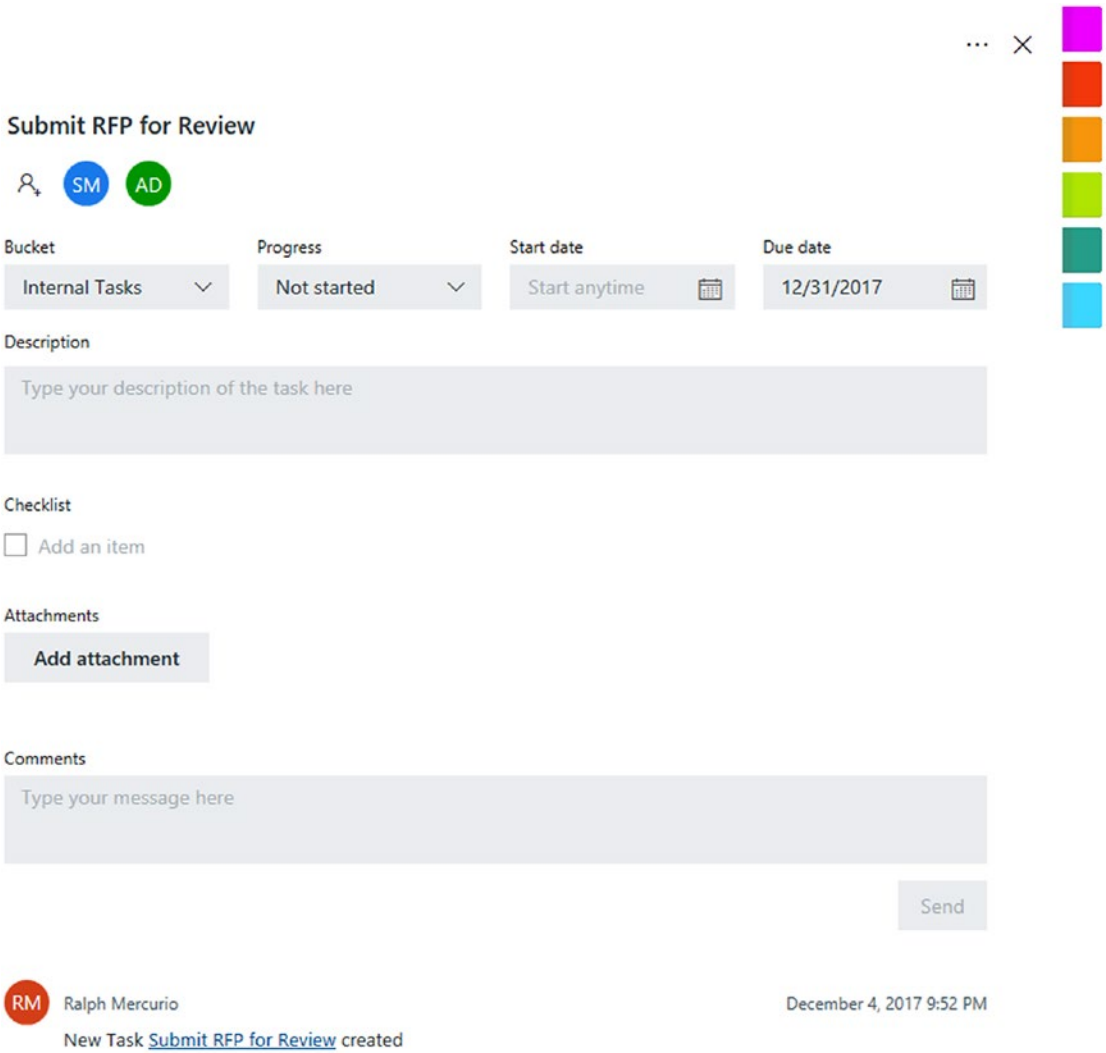 Submit RFP for Review
SM AD
Bucket Progress Start date Due date
Internal Tasks Not started Start anytime 12/31/2017
Description
Type your description of the task here
Checklist
Add an item
Attachments
Add attachment
Comments
Type your message here
Send
RM Ralph Mercurio December 4, 2017 9:52 PM
New Task Submit RFP for Review created